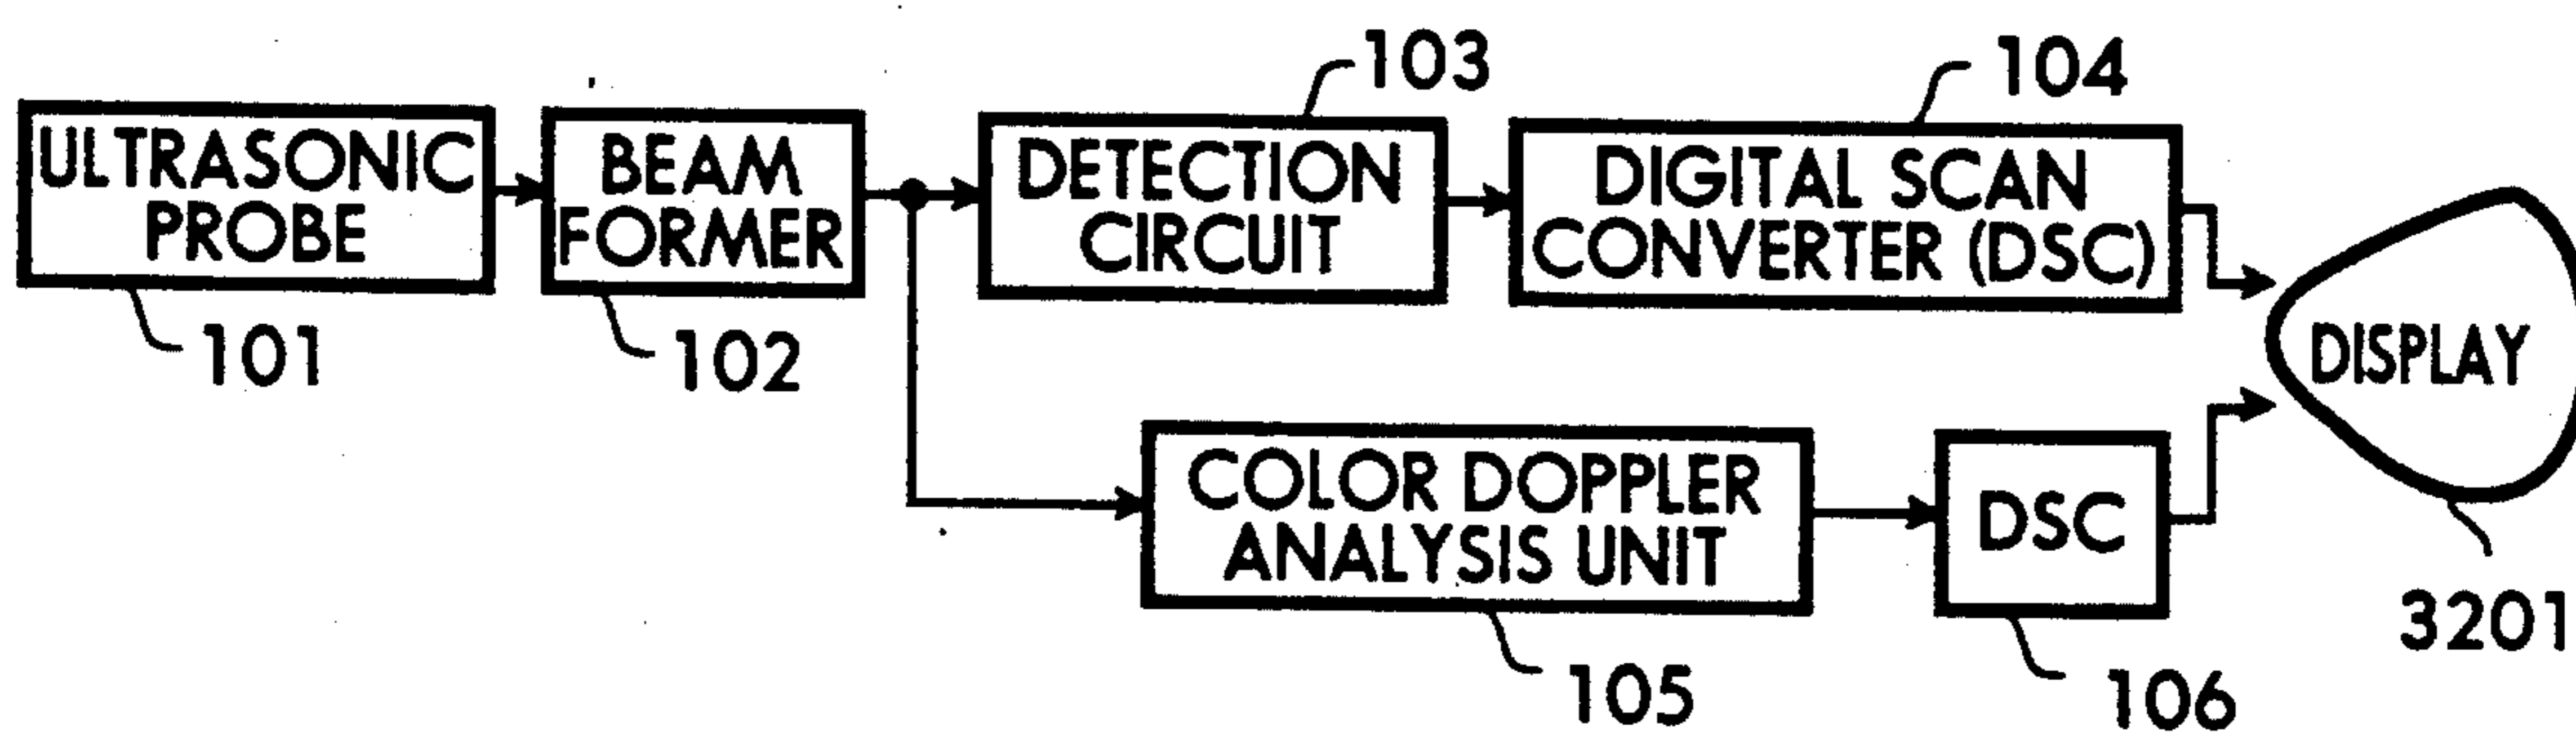 103
104
ULTRASONIC
PROBE
BEAM
FORMER
DETECTION
CIRCUIT
DIGITAL SCAN
CONVERTER (DSC)
101
102
DISPLAY
COLOR DOPPLER
ANALYSIS UNIT
DSC
3201
105
106